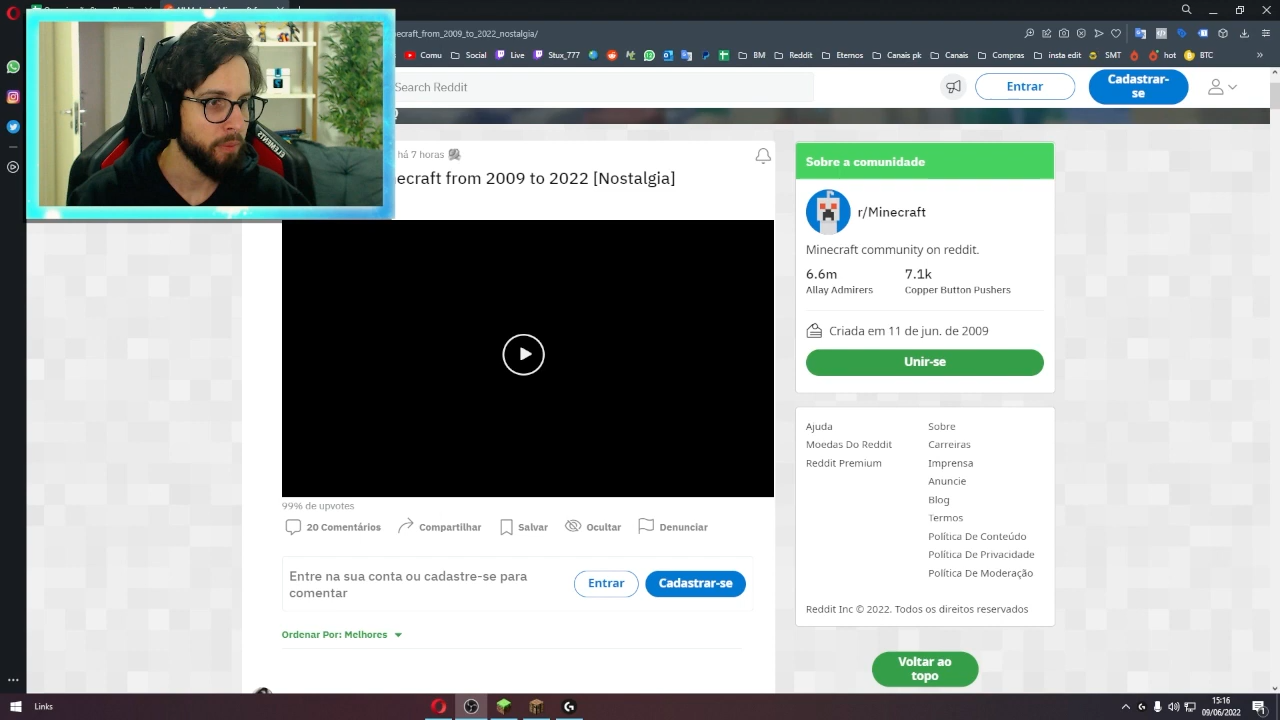 ecraft_from_2009_to_2022_nostalgia/
Comu
Social
Live
Stux_777
BM
Reddit
Eternos
Canais pk
Canais
Compras
insta edit
SMT
hot
BTC
Search Reddit
Entrar
Cadastrar-
se
há 7 horas
ecraft from 2009 to 2022 [Nostalgia]
ELEMENTS
99% de upvotes
20 Comentários
Compartilhar
Salvar
Ocultar
Denunciar
Entre na sua conta ou cadastre-se para
comentar
Entrar
Cadastrar-se
Ordenar Por: Melhores
Sobre a comunidade
r/Minecraft
Minecraft community on reddit.
6.6m
7.1k
Allay Admirers
Copper Button Pushers
Criada em 11 de jun. de 2009
Unir-se
Ajuda
Sobre
Moedas Do Reddit
Carreiras
Reddit Premium
Imprensa
Anuncie
Blog
Termos
Política De Conteúdo
Política De Privacidade
Política De Moderação
Reddit Inc © 2022. Todos os direitos reservados
Voltar ao
topo
Links
15:16
09/06/2022